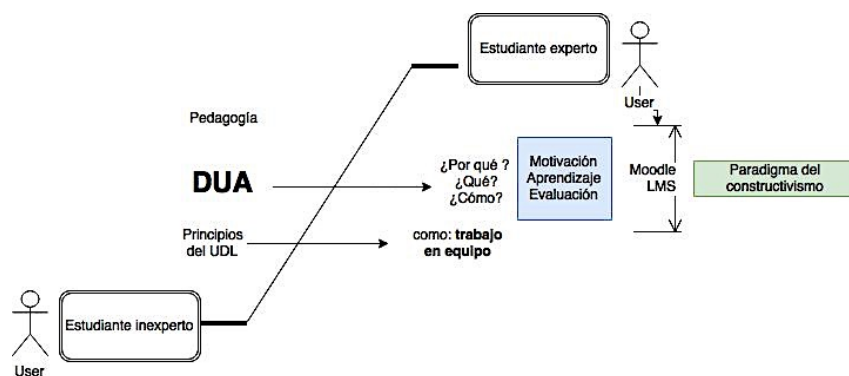 Estudiante experto
User
Pedagogía
DUA
¿Por qué ?
¿Qué?
¿Cómo?
Motivación
Aprendizaje
Evaluación
Moodle
LMS
Paradigma del
constructivismo
Principios
del UDL
como: trabajo
en equipo
Estudiante inexperto
User